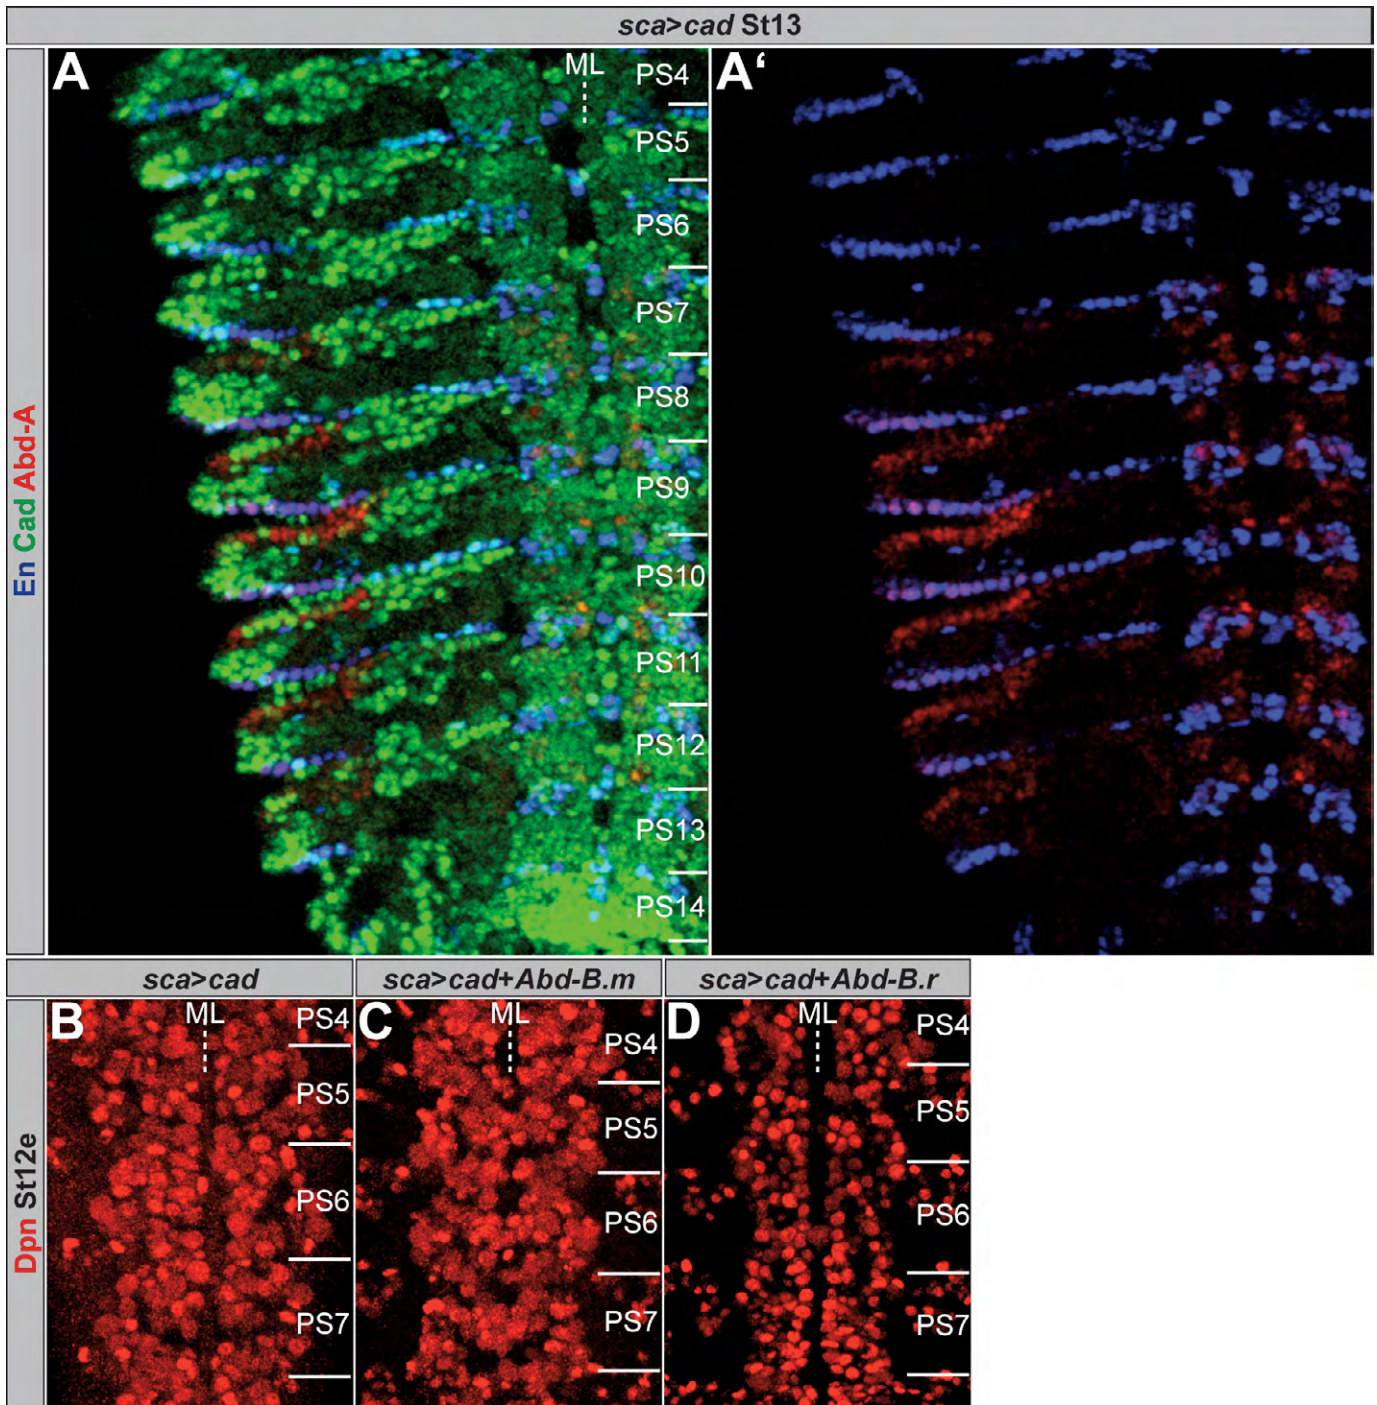 sca>cad St13
En Cad Abd-A
A
ML
PS4
PS5
PS6
PS7
PS8
PS9
PS10
PS11
PS12
PS13
PS14
A'
sca>cad
sca>cad+Abd-B.m
sca>cad+Abd-B.r
Dpn St12e
B
ML
PS4
PS5
PS6
PS7
C
ML
PS4
PS5
PS6
PS7
D
ML
PS4
PS5
PS6
PS7